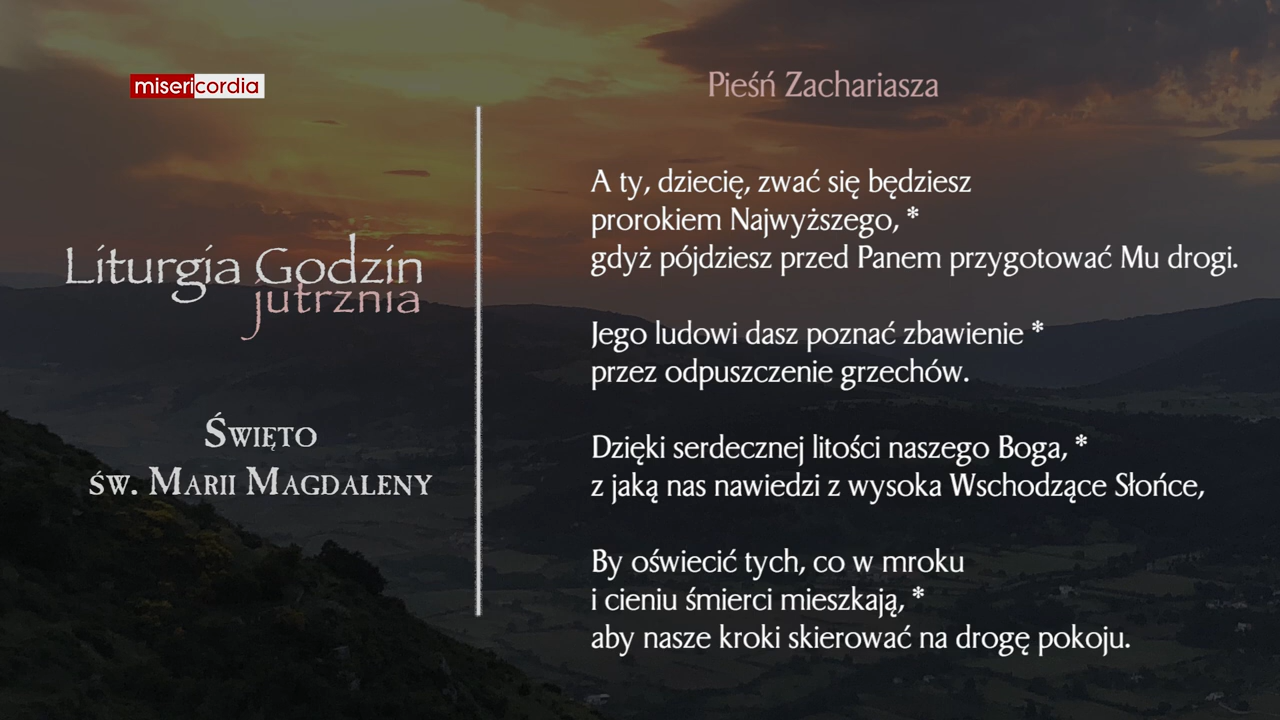 misericordia
Liturgia Godzin
jutrznia
Święto
św. Marii Magdaleny
Pieśń Zachariasza
A ty, dziecię, zwać się będziesz
prorokiem Najwyższego, *
gdyż pójdziesz przed Panem przygotować Mu drogi.
Jego ludowi dasz poznać zbawienie *
przez odpuszczenie grzechów.
Dzięki serdecznej litości naszego Boga, *
z jaką nas nawiedzi z wysoka Wschodzące Słońce,
By oświecić tych, co w mroku
i cieniu śmierci mieszkają, *
aby nasze kroki skierować na drogę pokoju.